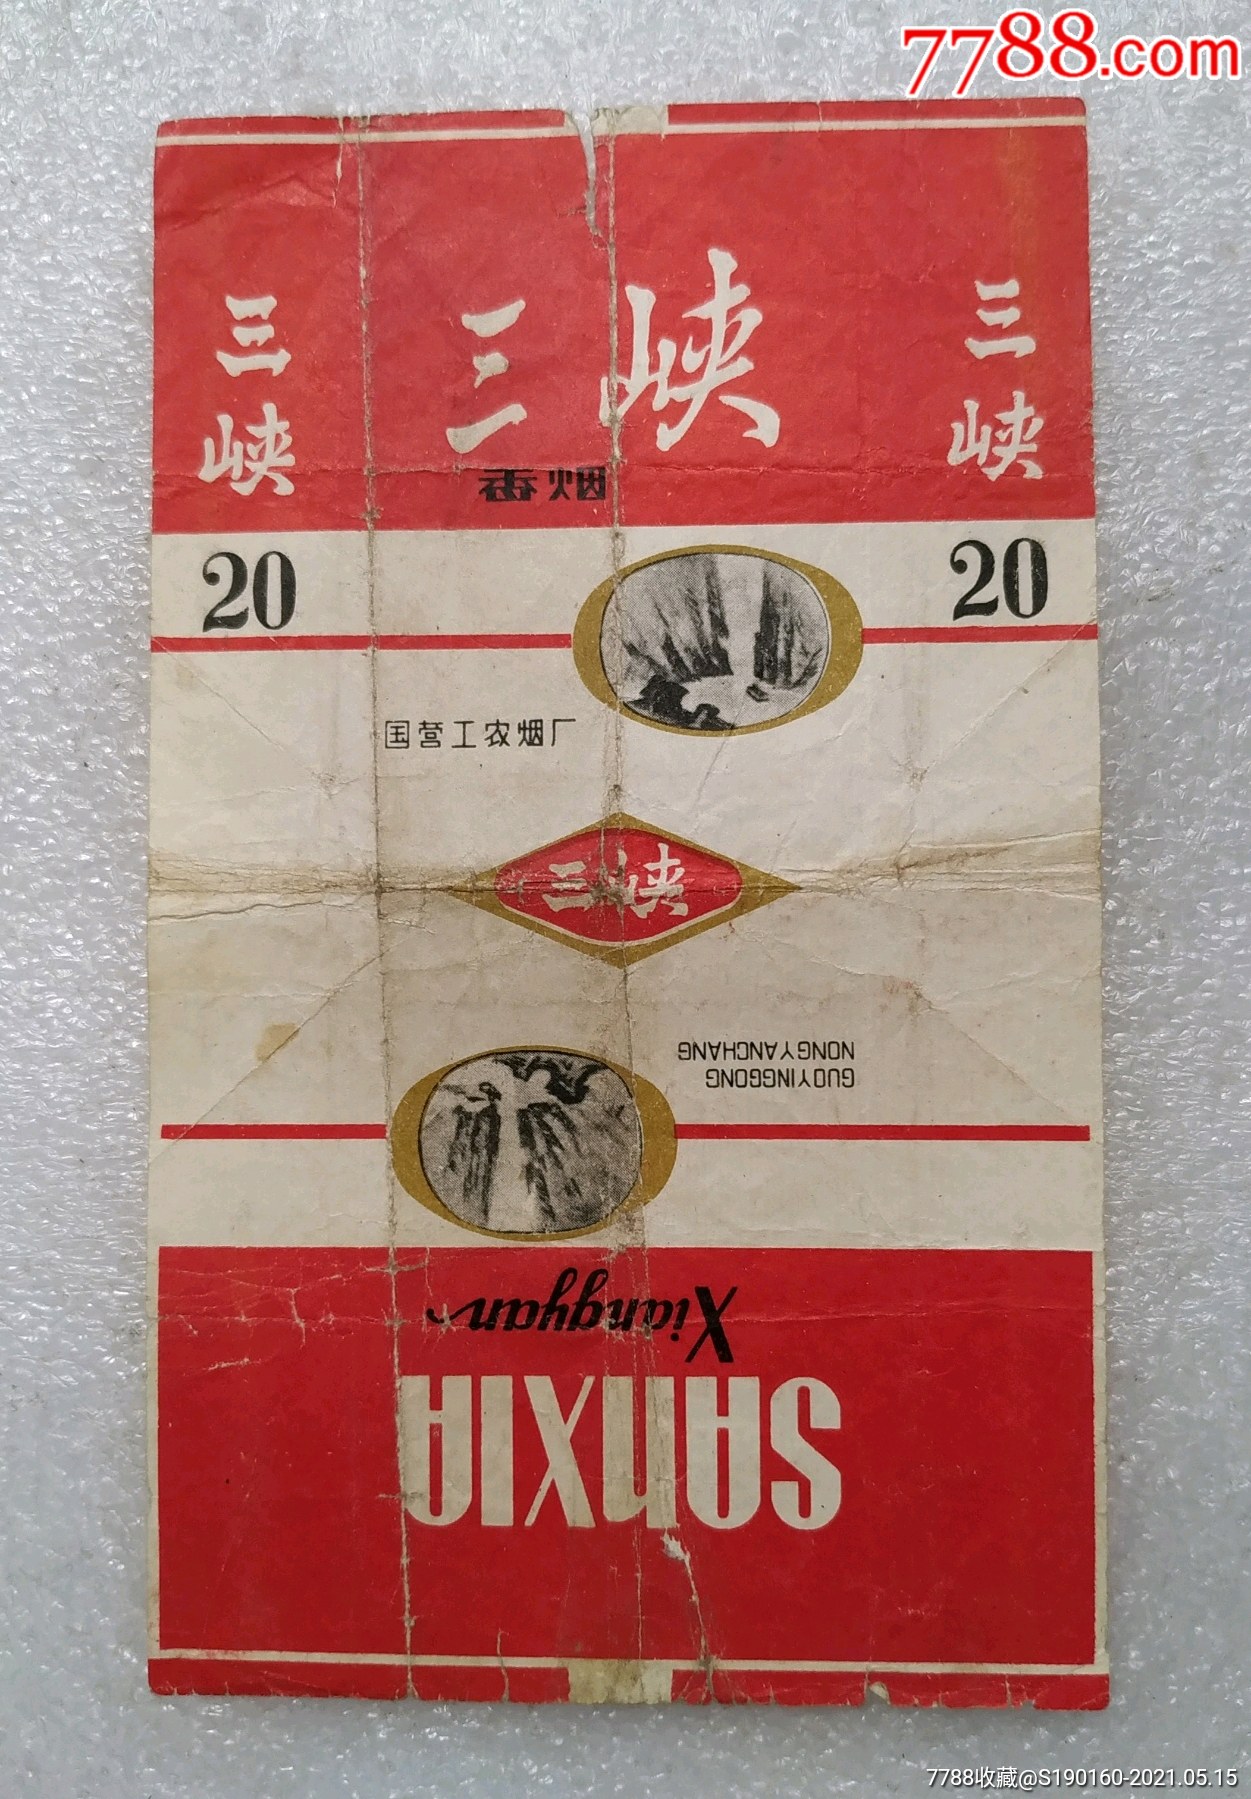 7788.com
三峡
三峡
三峡
香烟
20
20
国营工农烟厂
三峡
GUOYINGGONG
NONGYANCHANG
Xiangyan
SANXIA
7788收藏@S190160-2021.05.15